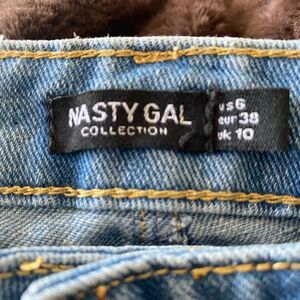 NASTY GAL
COLLECTION
us 6
eur 38
uk 10